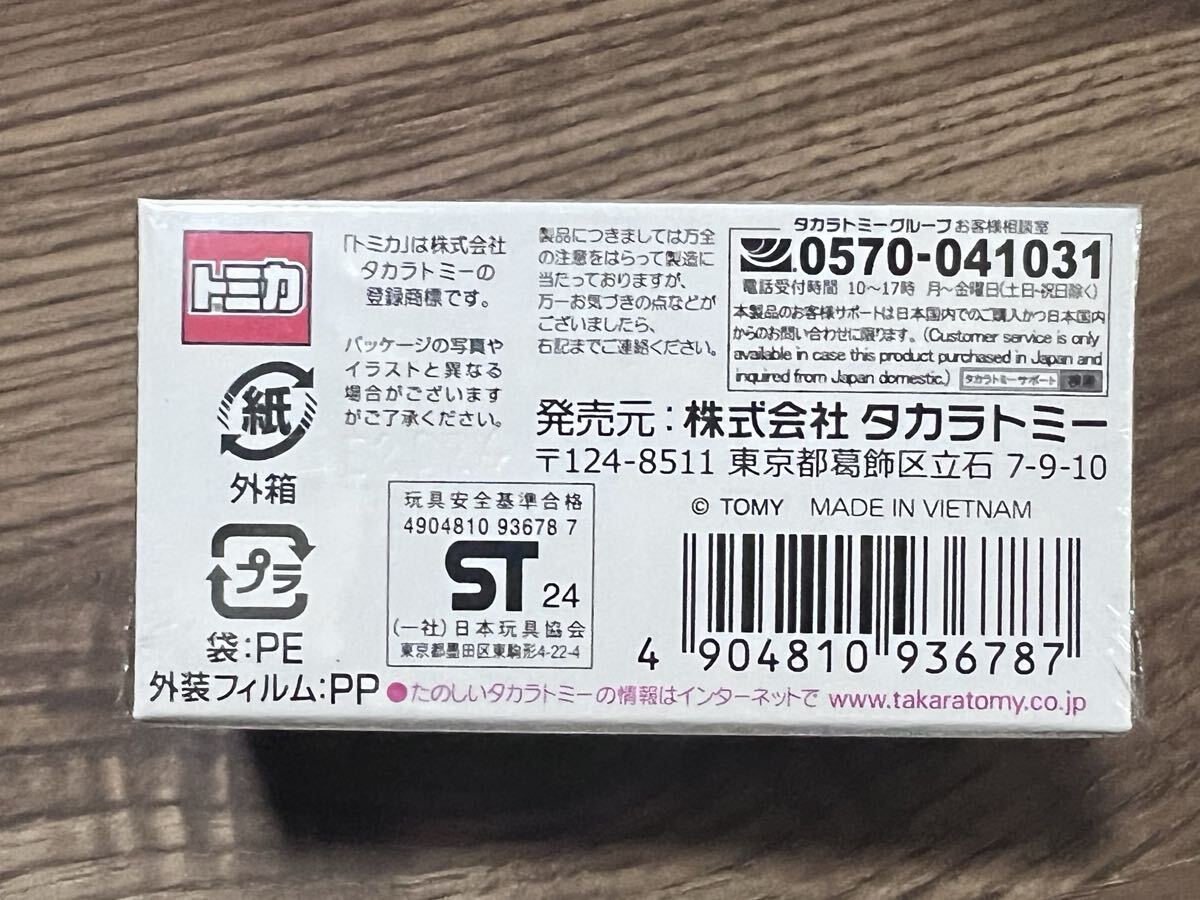 トミカ
「トミカ」は株式会社
タカラトミーの
登録商標です。
パッケージの写真や
イラストと異なる
場合がございます
がご了承ください。
製品につきましては万全
の注意をはらって製造に
当たっておりますが、
万一お気づきの点などが
ございましたら、
右記までご連絡ください。
タカラトミーグループお客様相談室
0570-041031
電話受付時間 10～17時 月～金曜日(土日・祝日除く)
本製品のお客様サポートは日本国内でのご購入かつ日本国内
からのお問い合わせに限ります。(Customer service is only
available in case this product purchased in Japan and
inquired from Japan domestic.) タカラトミーサポート 検索
発売元：株式会社 タカラトミー
〒124-8511 東京都葛飾区立石 7-9-10
© TOMY MADE IN VIETNAM
紙
外箱
プラ
袋:PE
外装フィルム:PP
玩具安全基準合格
4904810 93678 7
ST 24
(一社)日本玩具協会
東京都墨田区東駒形4-22-4
4 904810 936787
●たのしいタカラトミーの情報はインターネットで www.takaratomy.co.jp